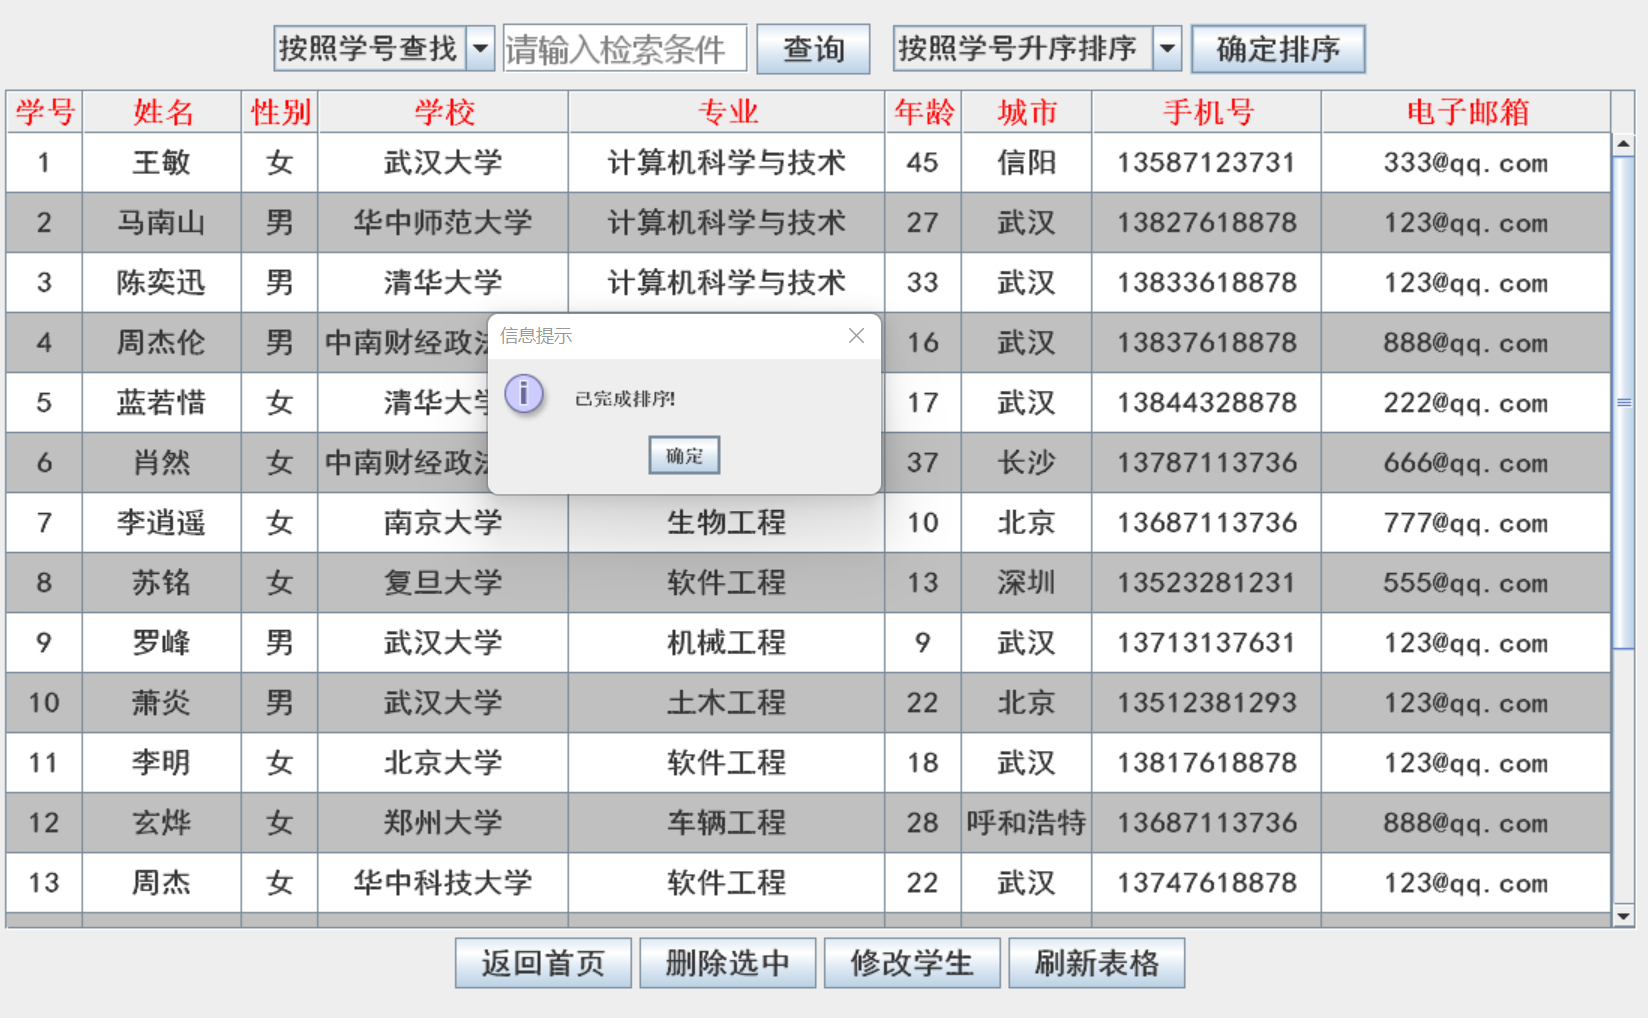 按照学号查找 请输入检索条件 查询 按照学号升序排序 确定排序
学号 姓名 性别 学校 专业 年龄 城市 手机号 电子邮箱
1 王敏 女 武汉大学 计算机科学与技术 45 信阳 13587123731 333@qq.com
2 马南山 男 华中师范大学 计算机科学与技术 27 武汉 13827618878 123@qq.com
3 陈奕迅 男 清华大学 计算机科学与技术 33 武汉 13833618878 123@qq.com
信息提示
4 周杰伦 男 中南财经政法 16 武汉 13837618878 888@qq.com
已完成排序!
5 蓝若惜 女 清华大学 17 武汉 13844328878 222@qq.com
确定
6 肖然 女 中南财经政法 37 长沙 13787113736 666@qq.com
7 李逍遥 女 南京大学 生物工程 10 北京 13687113736 777@qq.com
8 苏铭 女 复旦大学 软件工程 13 深圳 13523281231 555@qq.com
9 罗峰 男 武汉大学 机械工程 9 武汉 13713137631 123@qq.com
10 萧炎 男 武汉大学 土木工程 22 北京 13512381293 123@qq.com
11 李明 女 北京大学 软件工程 18 武汉 13817618878 123@qq.com
12 玄烨 女 郑州大学 车辆工程 28 呼和浩特 13687113736 888@qq.com
13 周杰 女 华中科技大学 软件工程 22 武汉 13747618878 123@qq.com
返回首页 删除选中 修改学生 刷新表格